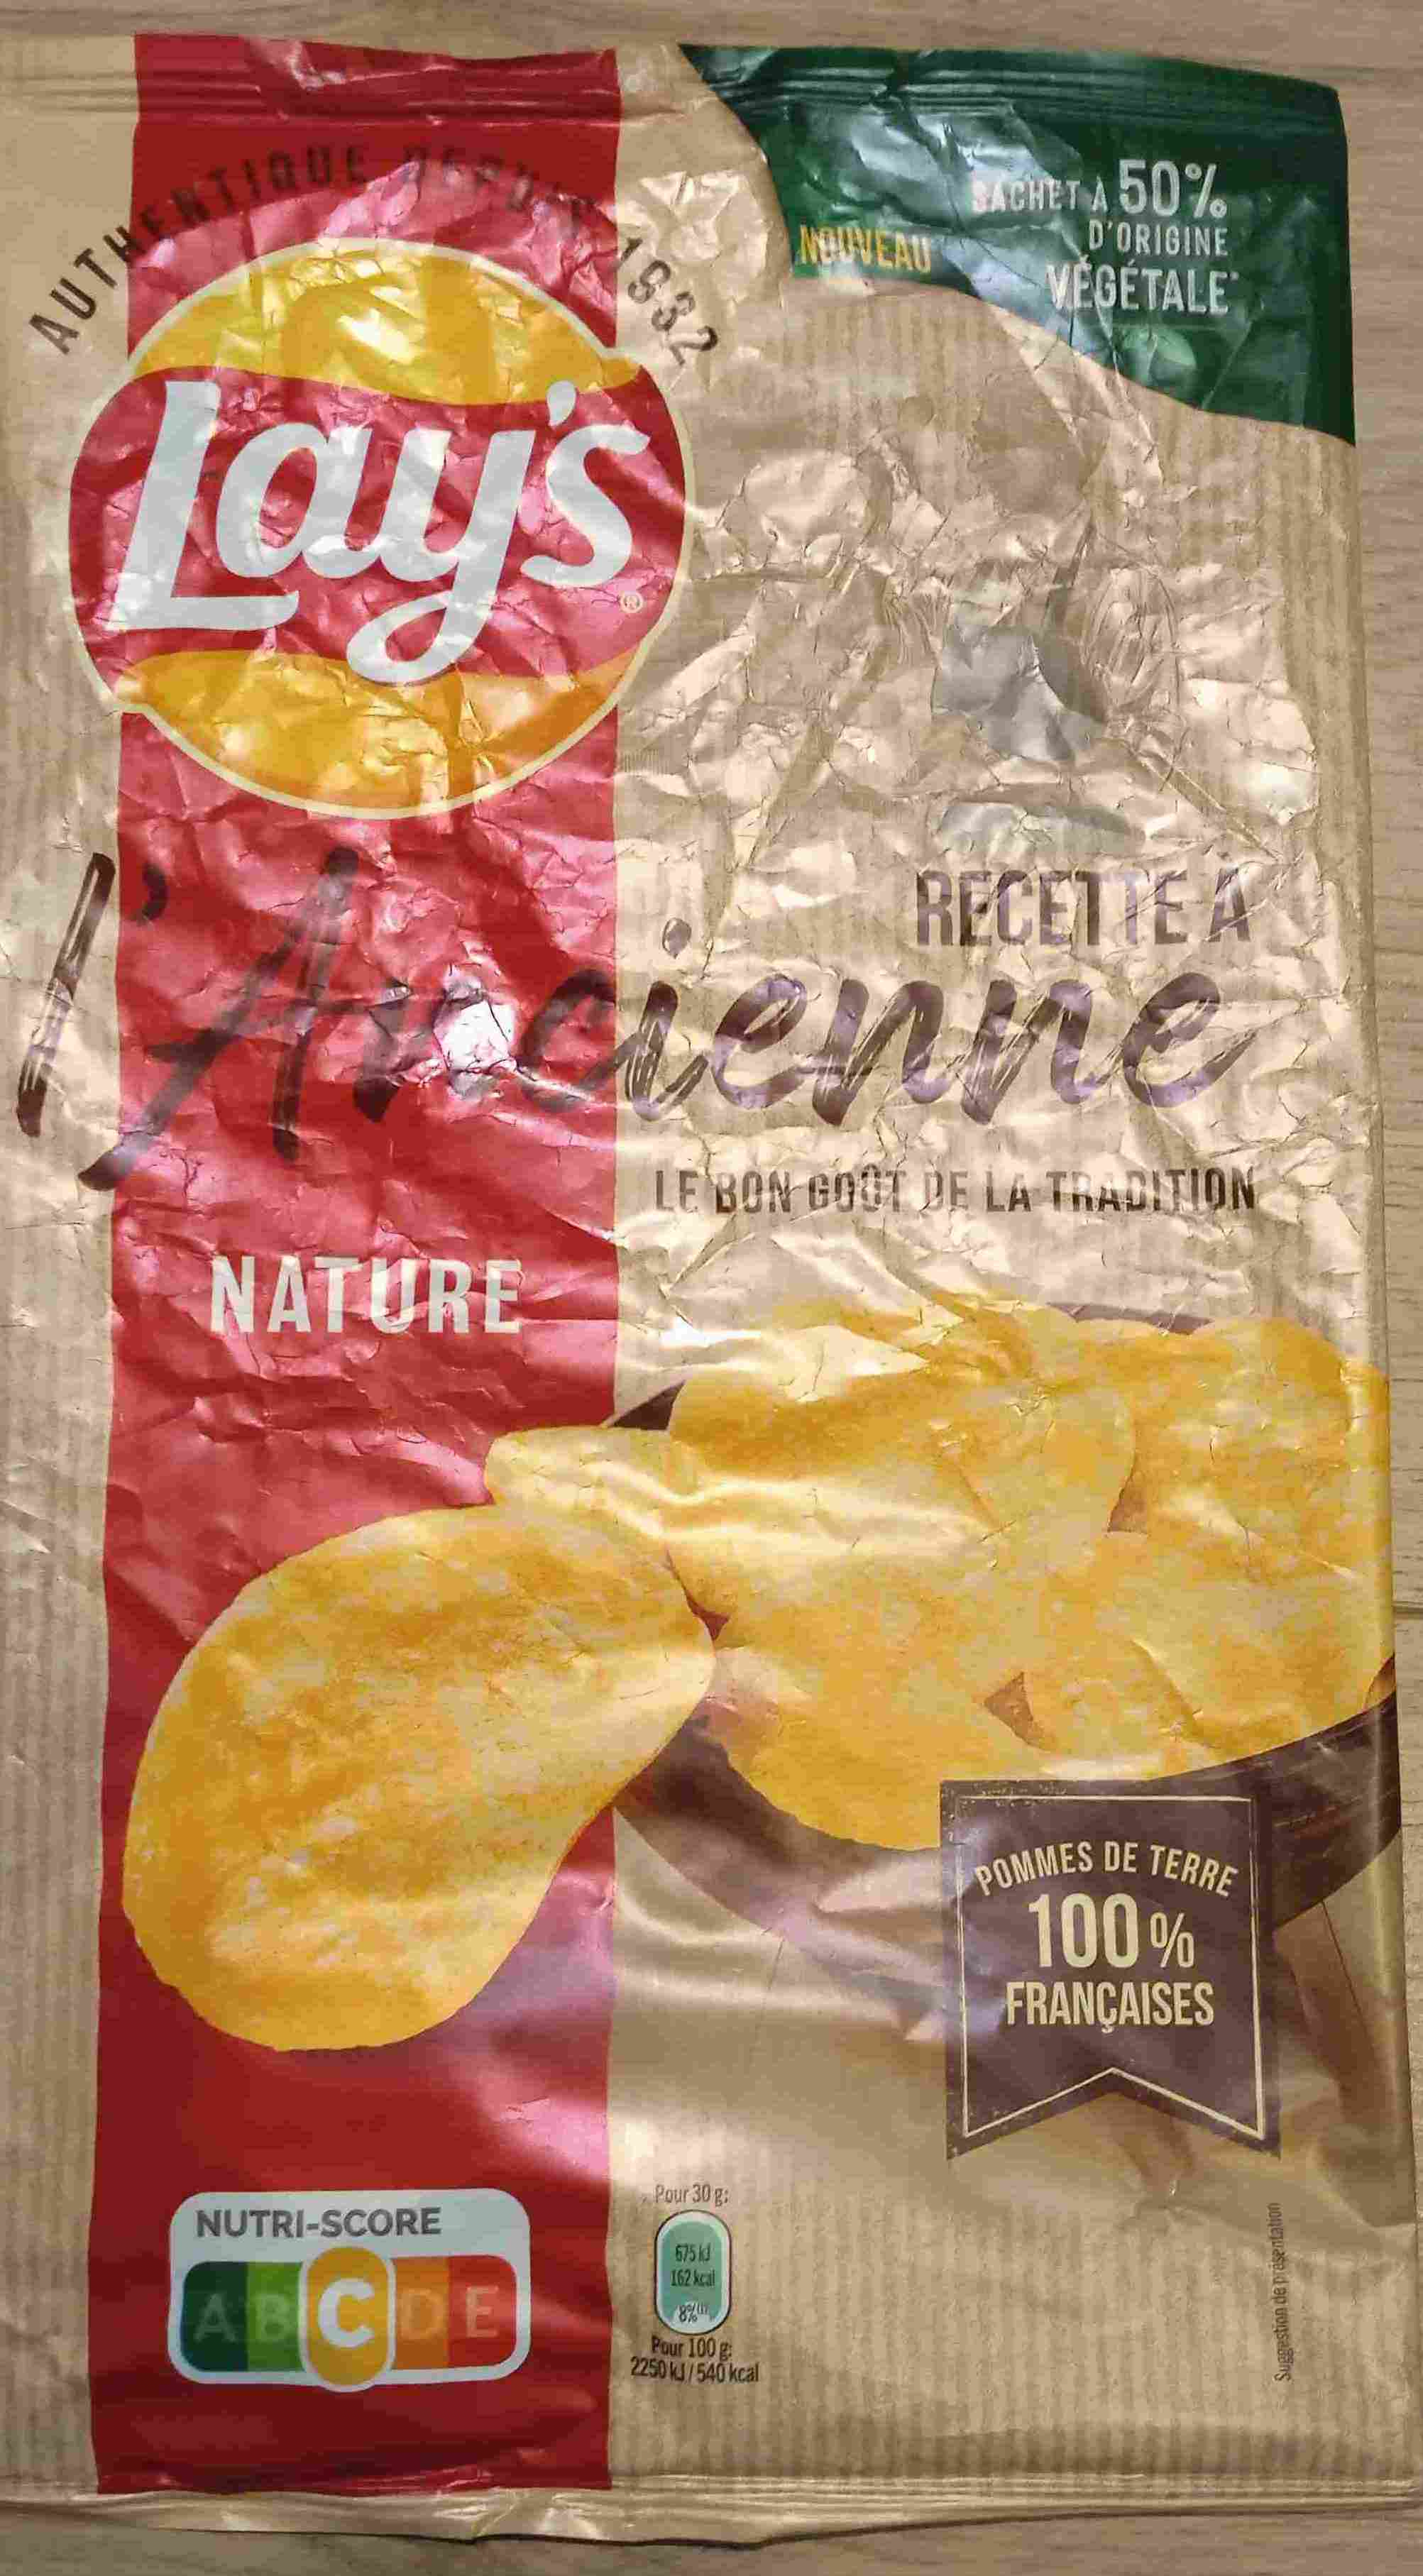 AUTHENTIQUE DEPUIS 1932
NOUVEAU
SACHET À 50%
D'ORIGINE
VÉGÉTALE*
Lay's®
RECETTE À
l'Ancienne
LE BON GOÛT DE LA TRADITION
NATURE
POMMES DE TERRE
100%
FRANÇAISES
NUTRI-SCORE
A B C D E
Pour 30 g:
675 kJ
162 kcal
8%(1)
Pour 100 g:
2250 kJ / 540 kcal
Suggestion de présentation